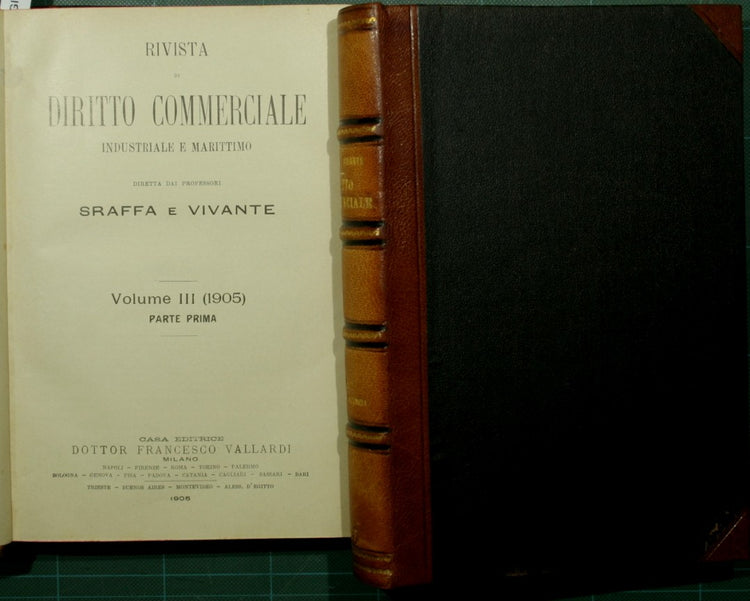 RIVISTA
DI
DIRITTO COMMERCIALE
INDUSTRIALE E MARITTIMO
DIRETTA DAI PROFESSORI
SRAFFA E VIVANTE
Volume III (1905)
PARTE PRIMA
CASA EDITRICE
DOTTOR FRANCESCO VALLARDI
MILANO
NAPOLI – FIRENZE – ROMA – TORINO – PALERMO
BOLOGNA – GENOVA – PISA – PADOVA – CATANIA – CAGLIARI – SASSARI – BARI
TRIESTE – BUENOS AIRES – MONTEVIDEO – ALESS. D'EGITTO
1905